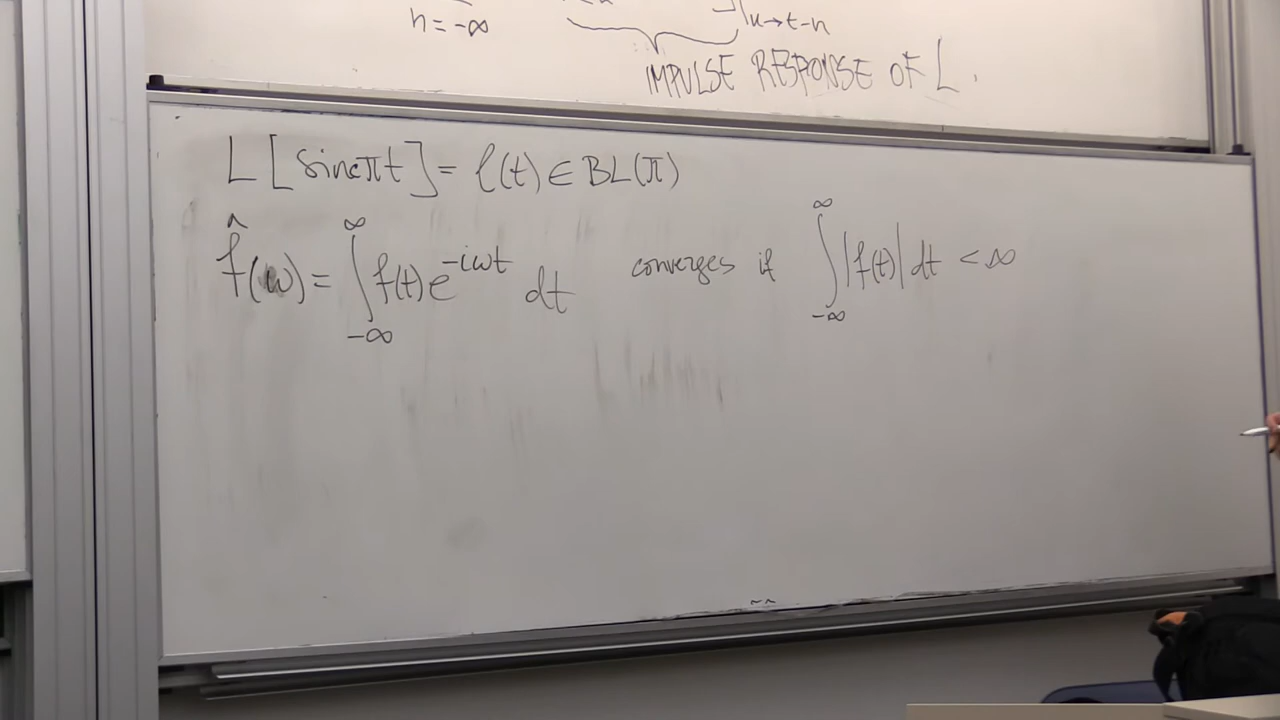 n = -∞
u→t-n
IMPULSE RESPONSE OF L.
L[sincπt] = f(t) ∈ BL(π)
f̂(ω) = ∫_{-∞}^{∞} f(t)e^{-iωt} dt converges if ∫_{-∞}^{∞} |f(t)| dt < ∞